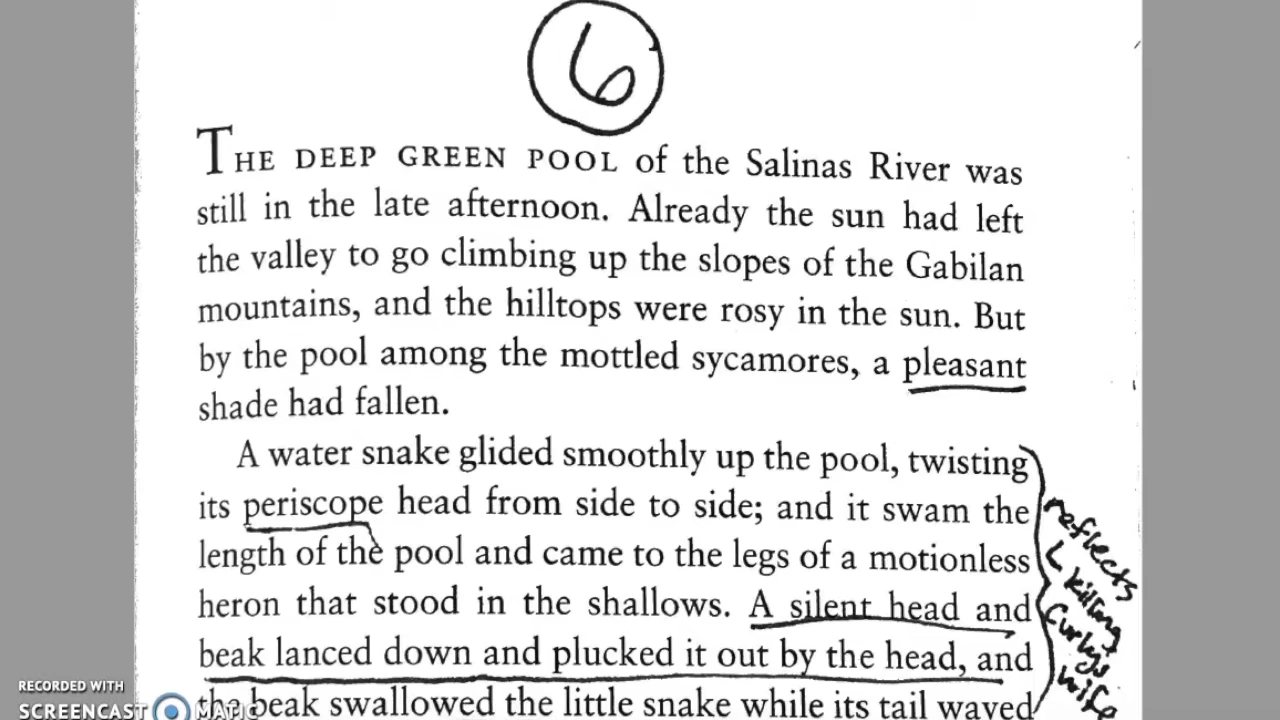 6
THE DEEP GREEN POOL of the Salinas River was
still in the late afternoon. Already the sun had left
the valley to go climbing up the slopes of the Gabilan
mountains, and the hilltops were rosy in the sun. But
by the pool among the mottled sycamores, a pleasant
shade had fallen.
A water snake glided smoothly up the pool, twisting
its periscope head from side to side; and it swam the
length of the pool and came to the legs of a motionless
heron that stood in the shallows. A silent head and
beak lanced down and plucked it out by the head, and
the beak swallowed the little snake while its tail waved
reflects
L killing
Curleys
wife
RECORDED WITH
SCREENCAST MATIC